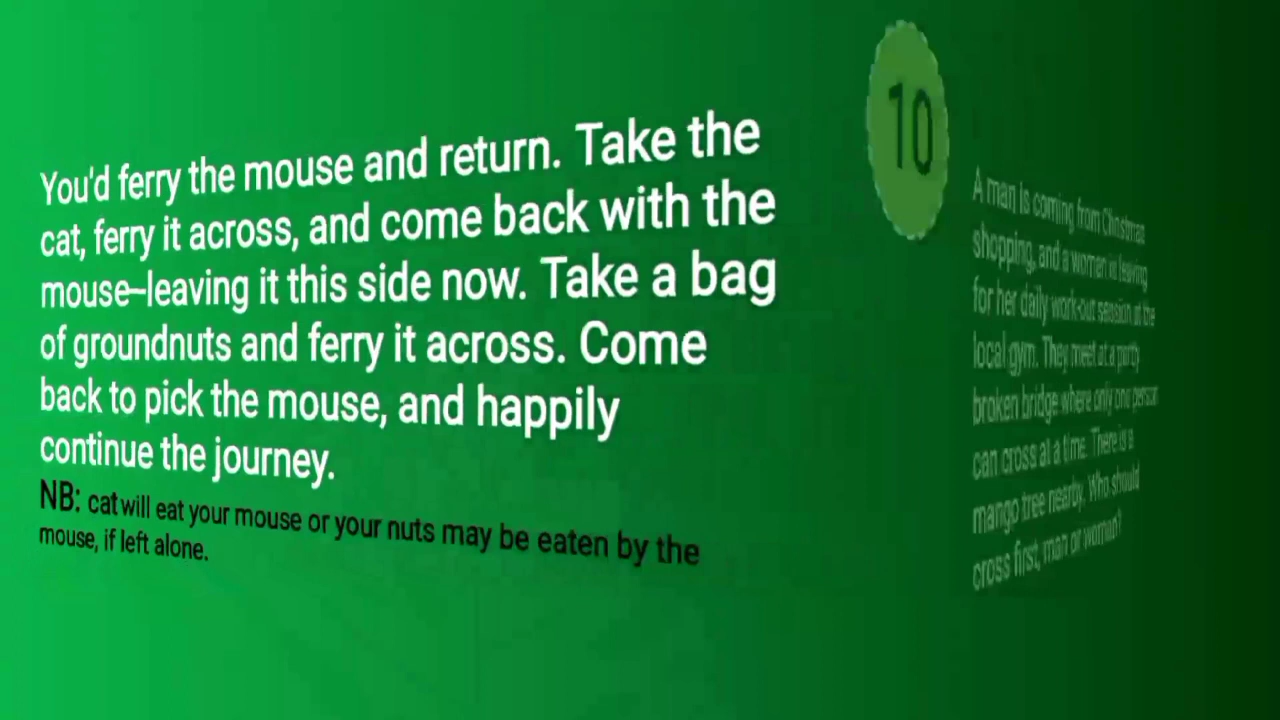 You'd ferry the mouse and return. Take the
cat, ferry it across, and come back with the
mouse–leaving it this side now. Take a bag
of groundnuts and ferry it across. Come
back to pick the mouse, and happily
continue the journey.
NB: cat will eat your mouse or your nuts may be eaten by the
mouse, if left alone.
10
A man is coming from Christmas
shopping, and a woman is leaving
for her daily work-out session at the
local gym. They meet at a partly
broken bridge where only one person
can cross at a time. There is a
mango tree nearby. Who should
cross first, man or woman?